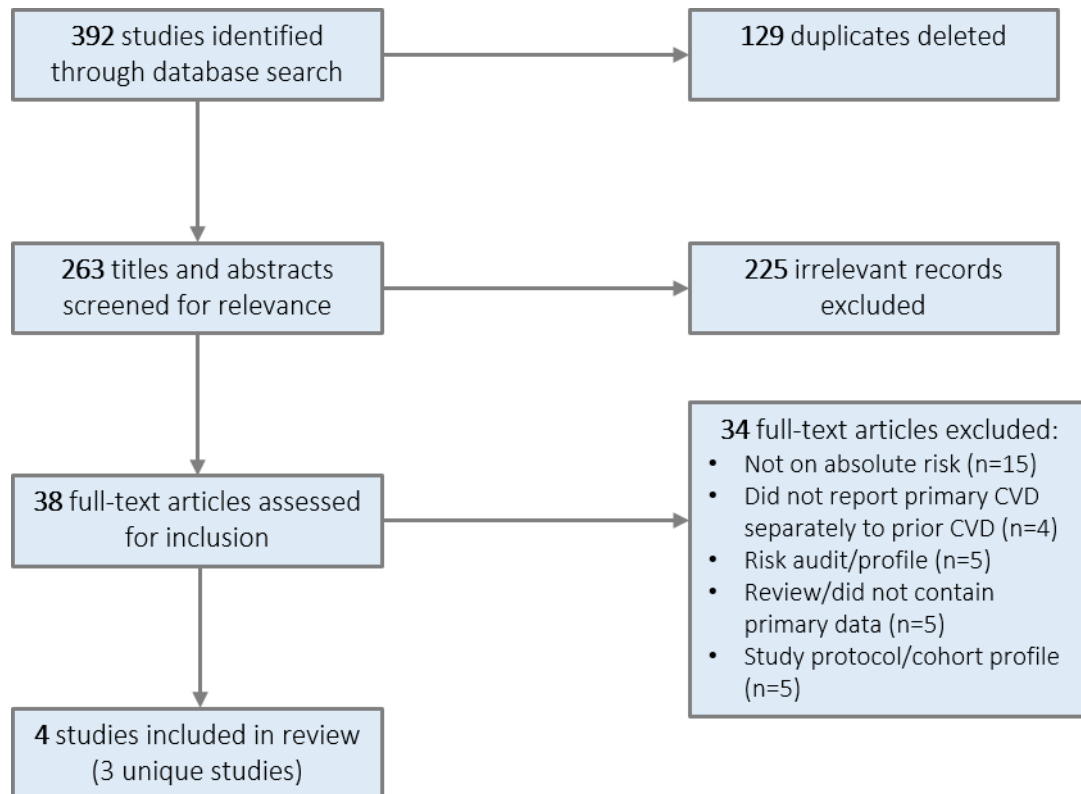 392 studies identified
through database search
129 duplicates deleted
263 titles and abstracts
screened for relevance
225 irrelevant records
excluded
38 full-text articles assessed
for inclusion
34 full-text articles excluded:
• Not on absolute risk (n=15)
• Did not report primary CVD
separately to prior CVD (n=4)
• Risk audit/profile (n=5)
• Review/did not contain
primary data (n=5)
• Study protocol/cohort profile
(n=5)
4 studies included in review
(3 unique studies)